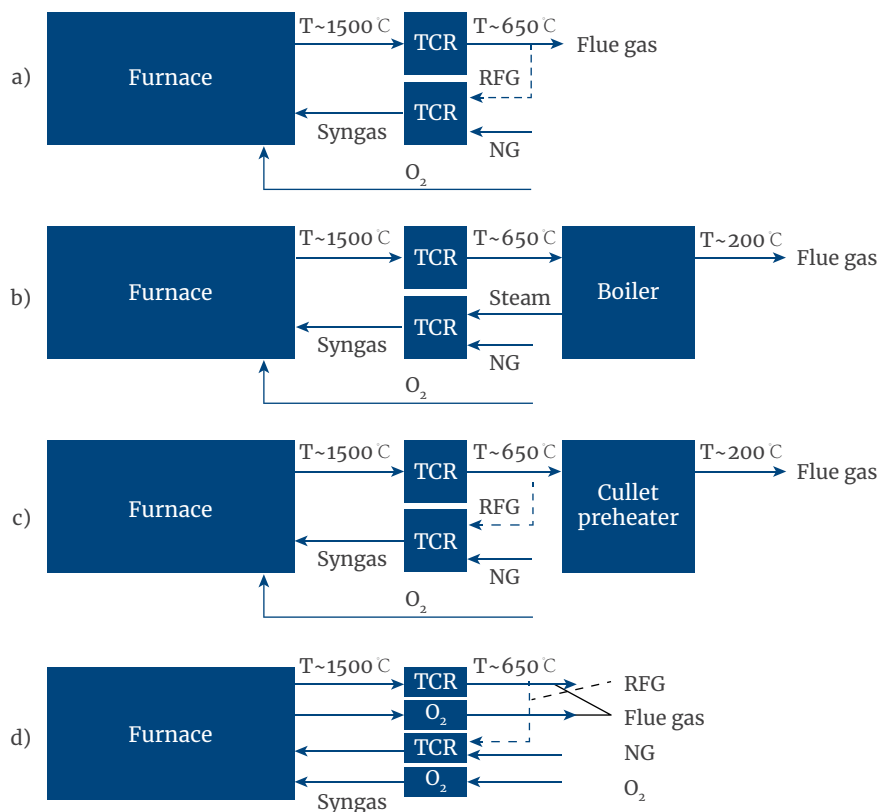 T~1500℃ T~650℃
TCR
Flue gas
Furnace
a)
RFG
TCR
Syngas
NG
O₂
T~1500℃ T~650℃ T~200℃
TCR
Flue gas
Furnace
Boiler
b)
Steam
TCR
Syngas
NG
O₂
T~1500℃ T~650℃ T~200℃
TCR
Flue gas
Furnace
Cullet
preheater
c)
RFG
TCR
Syngas
NG
O₂
T~1500℃ T~650℃
TCR
RFG
O₂
Flue gas
Furnace
d)
TCR
NG
O₂
O₂
Syngas